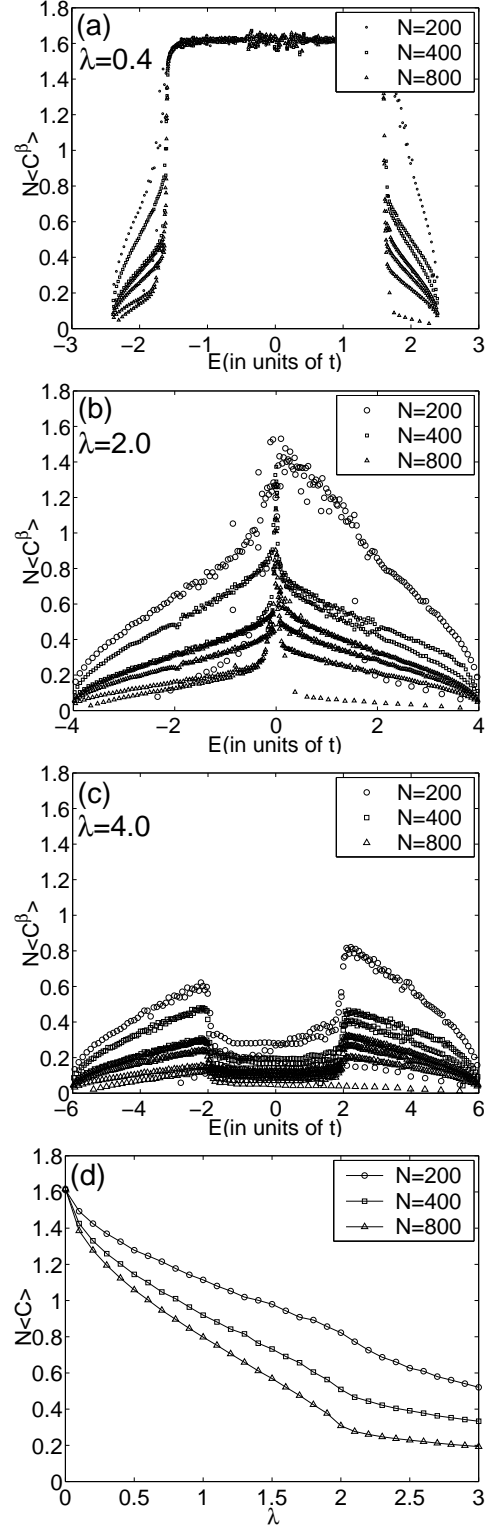 (a)
λ=0.4
N=200
N=400
N=800
N<C^β>
1.8
1.6
1.4
1.2
1
0.8
0.6
0.4
0.2
0
−3
−2
−1
0
1
2
3
E(in units of t)
(b)
λ=2.0
N=200
N=400
N=800
N<C^β>
1.8
1.6
1.4
1.2
1
0.8
0.6
0.4
0.2
0
−4
−2
0
2
4
E(in units of t)
(c)
λ=4.0
N=200
N=400
N=800
N<C^β>
1.8
1.6
1.4
1.2
1
0.8
0.6
0.4
0.2
0
−6
−4
−2
0
2
4
6
E(in units of t)
(d)
N=200
N=400
N=800
N<C>
1.8
1.6
1.4
1.2
1
0.8
0.6
0.4
0.2
0
0
0.5
1
1.5
2
2.5
3
λ